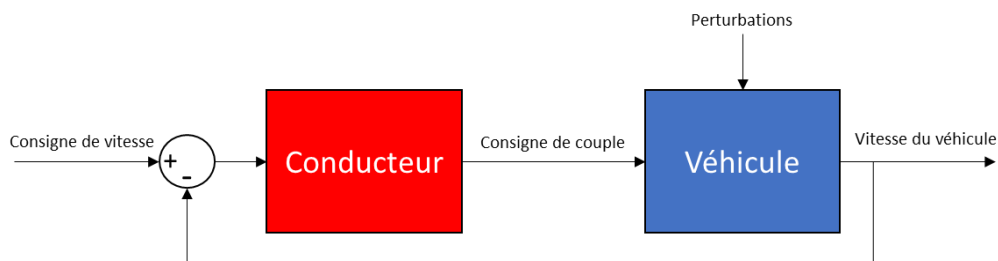 Perturbations
Consigne de vitesse
+
-
Conducteur
Consigne de couple
Véhicule
Vitesse du véhicule